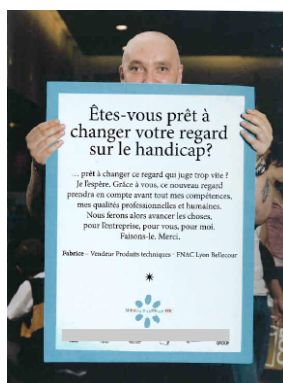 Êtes-vous prêt à
changer votre regard
sur le handicap?
... prêt à changer ce regard qui juge trop vite ?
Je l'espère. Grâce à vous, ce nouveau regard
prendra en compte avant tout mes compétences,
mes qualités professionnelles et humaines.
Nous ferons alors avancer les choses,
pour l'entreprise, pour vous, pour moi.
Faisons-le. Merci.
Fabrice – Vendeur Produits techniques - FNAC Lyon Bellecour